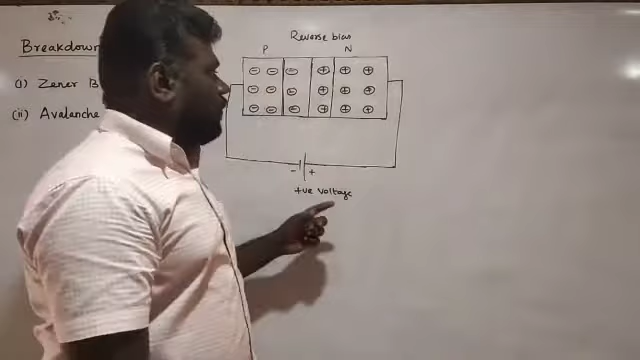 Breakdown
(i) Zener B
(ii) Avalanche
Reverse bias
P N
- - - + + +
- - - + + +
- - - + + +
- +
+ve voltage